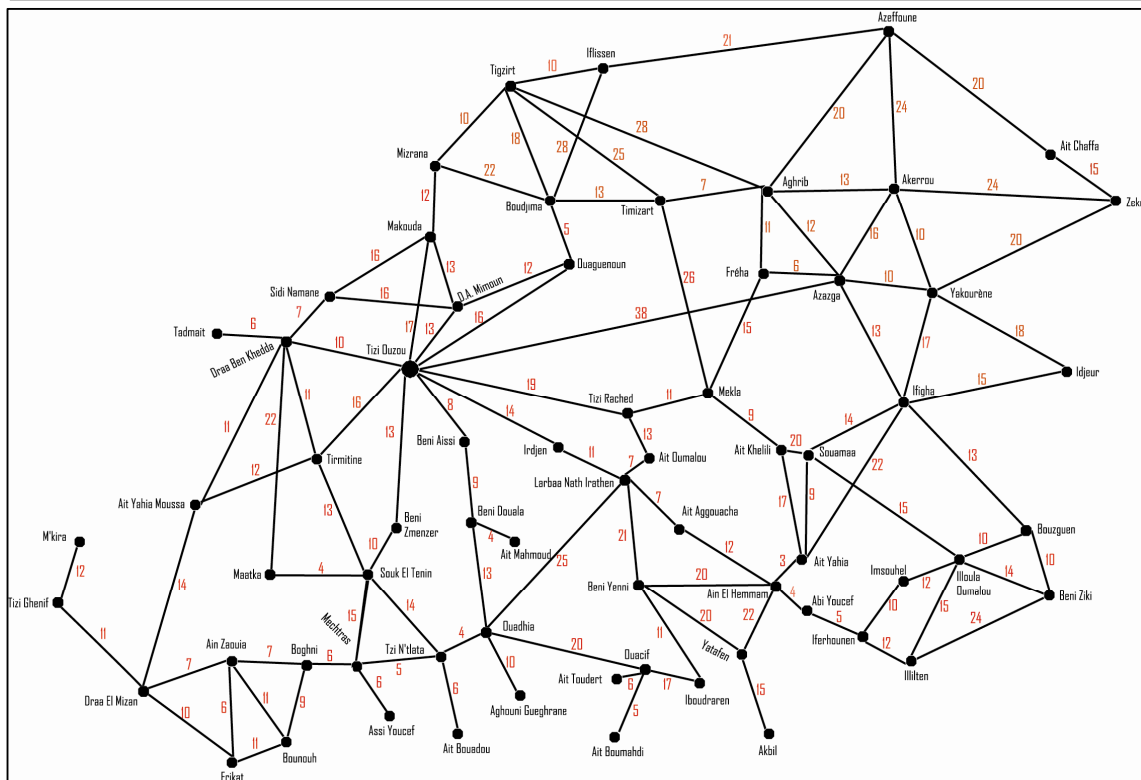 Azeffoune
21
Iflissen
10
Tigzirt
20
20
24
10
18
28
28
25
Ait Chaffa
Mizrana
15
22
13
7
Aghrib
13
Akerrou
24
12
Boudjima
Timizart
Makouda
5
11
12
16
10
20
16
13
12
Ouaguenoun
26
Fréha
6
10
Sidi Namane
16
D.A. Mimoun
Azazga
Yakourène
7
17
13
16
38
Tadmait
6
10
Tizi Ouzou
15
13
17
18
Draa Ben Khedda
Idjeur
11
19
Mekla
15
16
8
14
Tizi Rached
11
Ifigha
22
11
13
9
14
Beni Aissi
Irdjen
11
13
Ait Khelili
20
Souamaa
12
Tirmitine
7
Ait Oumalou
22
13
9
Larbaa Nath Irathen
17
9
Ait Yahia Moussa
13
7
15
M'kira
Beni
Zmenzer
Beni Douala
4
Ait Mahmoud
Ait Aggouacha
10
10
21
12
12
Maatka
4
Souk El Tenin
13
25
3
Ait Yahia
Imsouhel
12
Illoula
Oumalou
14
10
14
Tizi Ghenif
20
Beni Yenni
Ain El Hemmam
4
Abi Youcef
10
15
24
Beni Ziki
15
14
20
22
5
Iferhounen
12
11
Mechtras
Tzi N'tlata
4
Ouadhia
11
Yatafen
Illilten
Ain Zaouia
Boghni
20
7
7
6
5
Ouacif
Ait Toudert
6
17
10
Draa El Mizan
6
11
9
6
6
Aghouni Gueghrane
5
Iboudraren
15
10
Assi Youcef
11
Bounouh
Ait Bouadou
Ait Boumahdi
Akbil
Frikat
Bouzguen